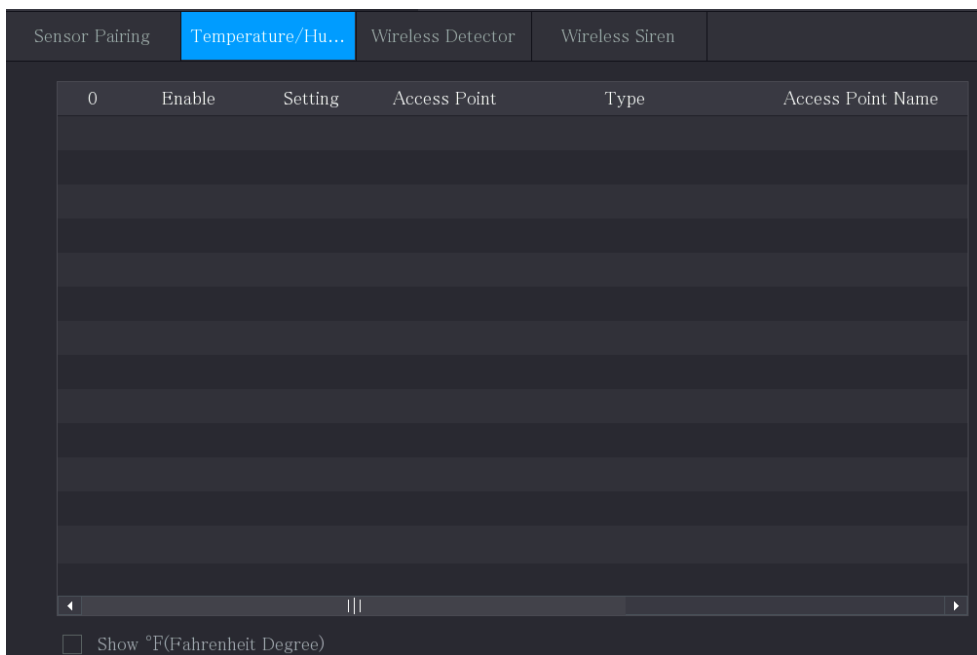 Sensor Pairing Temperature/Hu... Wireless Detector Wireless Siren
0 Enable Setting Access Point Type Access Point Name
Show °F(Fahrenheit Degree)